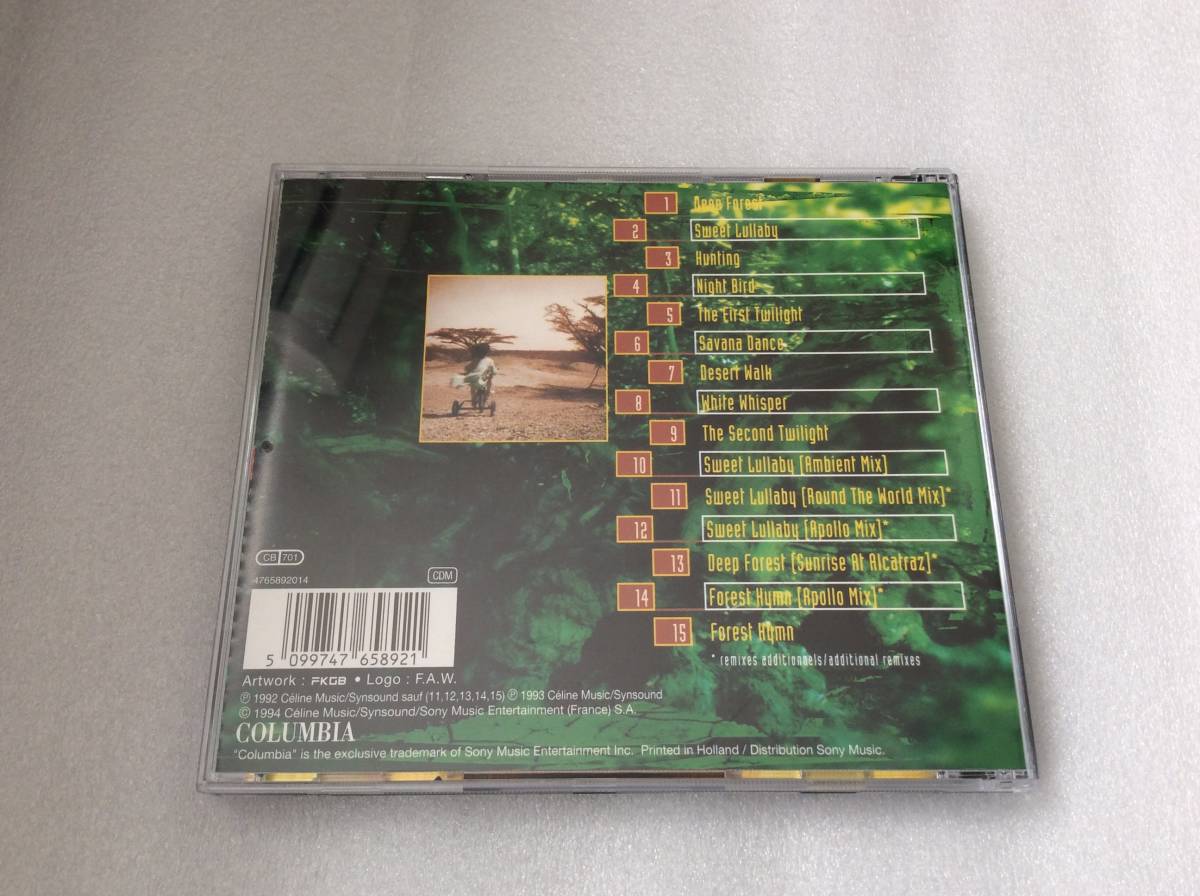 1 Deep Forest
2 Sweet Lullaby
3 Hunting
4 Night Bird
5 The First Twilight
6 Savana Dance
7 Desert Walk
8 White Whisper
9 The Second Twilight
10 Sweet Lullaby (Ambient Mix)
11 Sweet Lullaby (Round The World Mix)*
12 Sweet Lullaby (Apollo Mix)*
13 Deep Forest (Sunrise At Alcatraz)*
14 Forest Hymn (Apollo Mix)*
15 Forest Hymn
* remixes additionnels/additional remixes
CB 701
4765892014
CDM
5 099747 658921
Artwork : FKGB • Logo : F.A.W.
℗ 1992 Céline Music/Synsound sauf (11,12,13,14,15) ℗ 1993 Céline Music/Synsound
© 1994 Céline Music/Synsound/Sony Music Entertainment (France) S.A.
COLUMBIA
"Columbia" is the exclusive trademark of Sony Music Entertainment Inc. Printed in Holland / Distribution Sony Music.